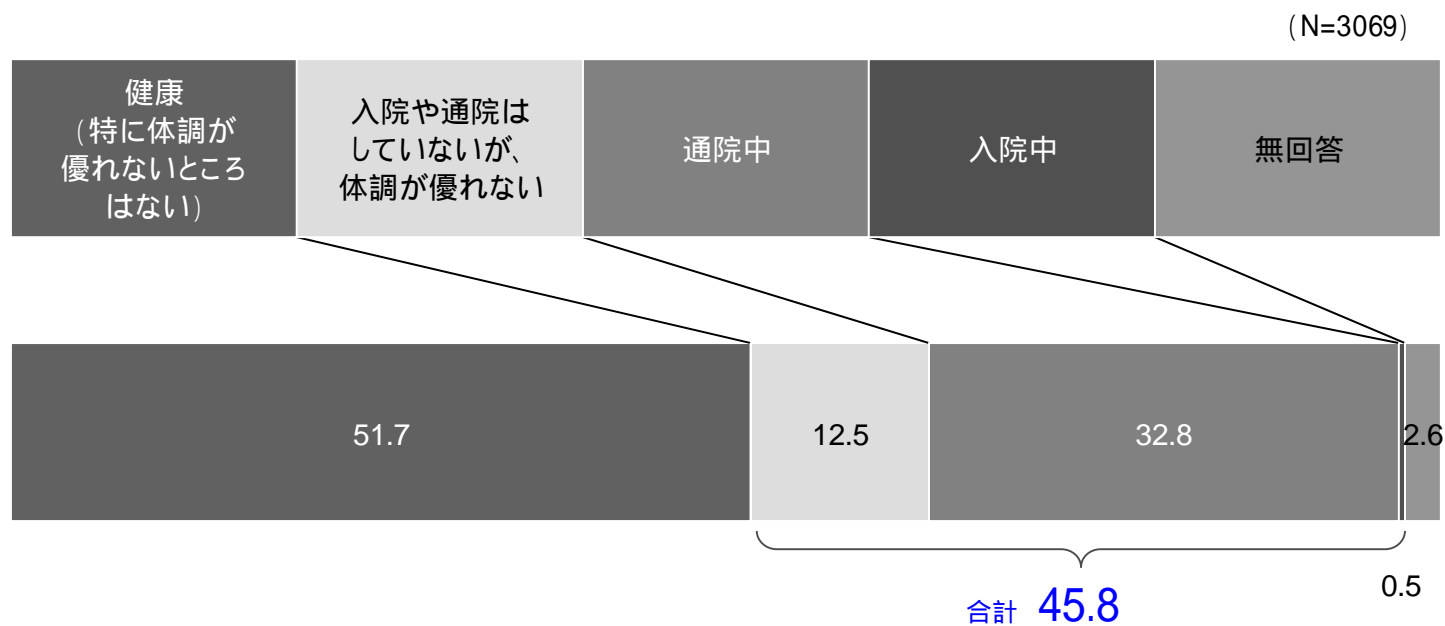 (N=3069)
健康
(特に体調が
優れないところ
はない)
入院や通院は
していないが、
体調が優れない
通院中
入院中
無回答
51.7
12.5
32.8
2.6
0.5
合計 45.8